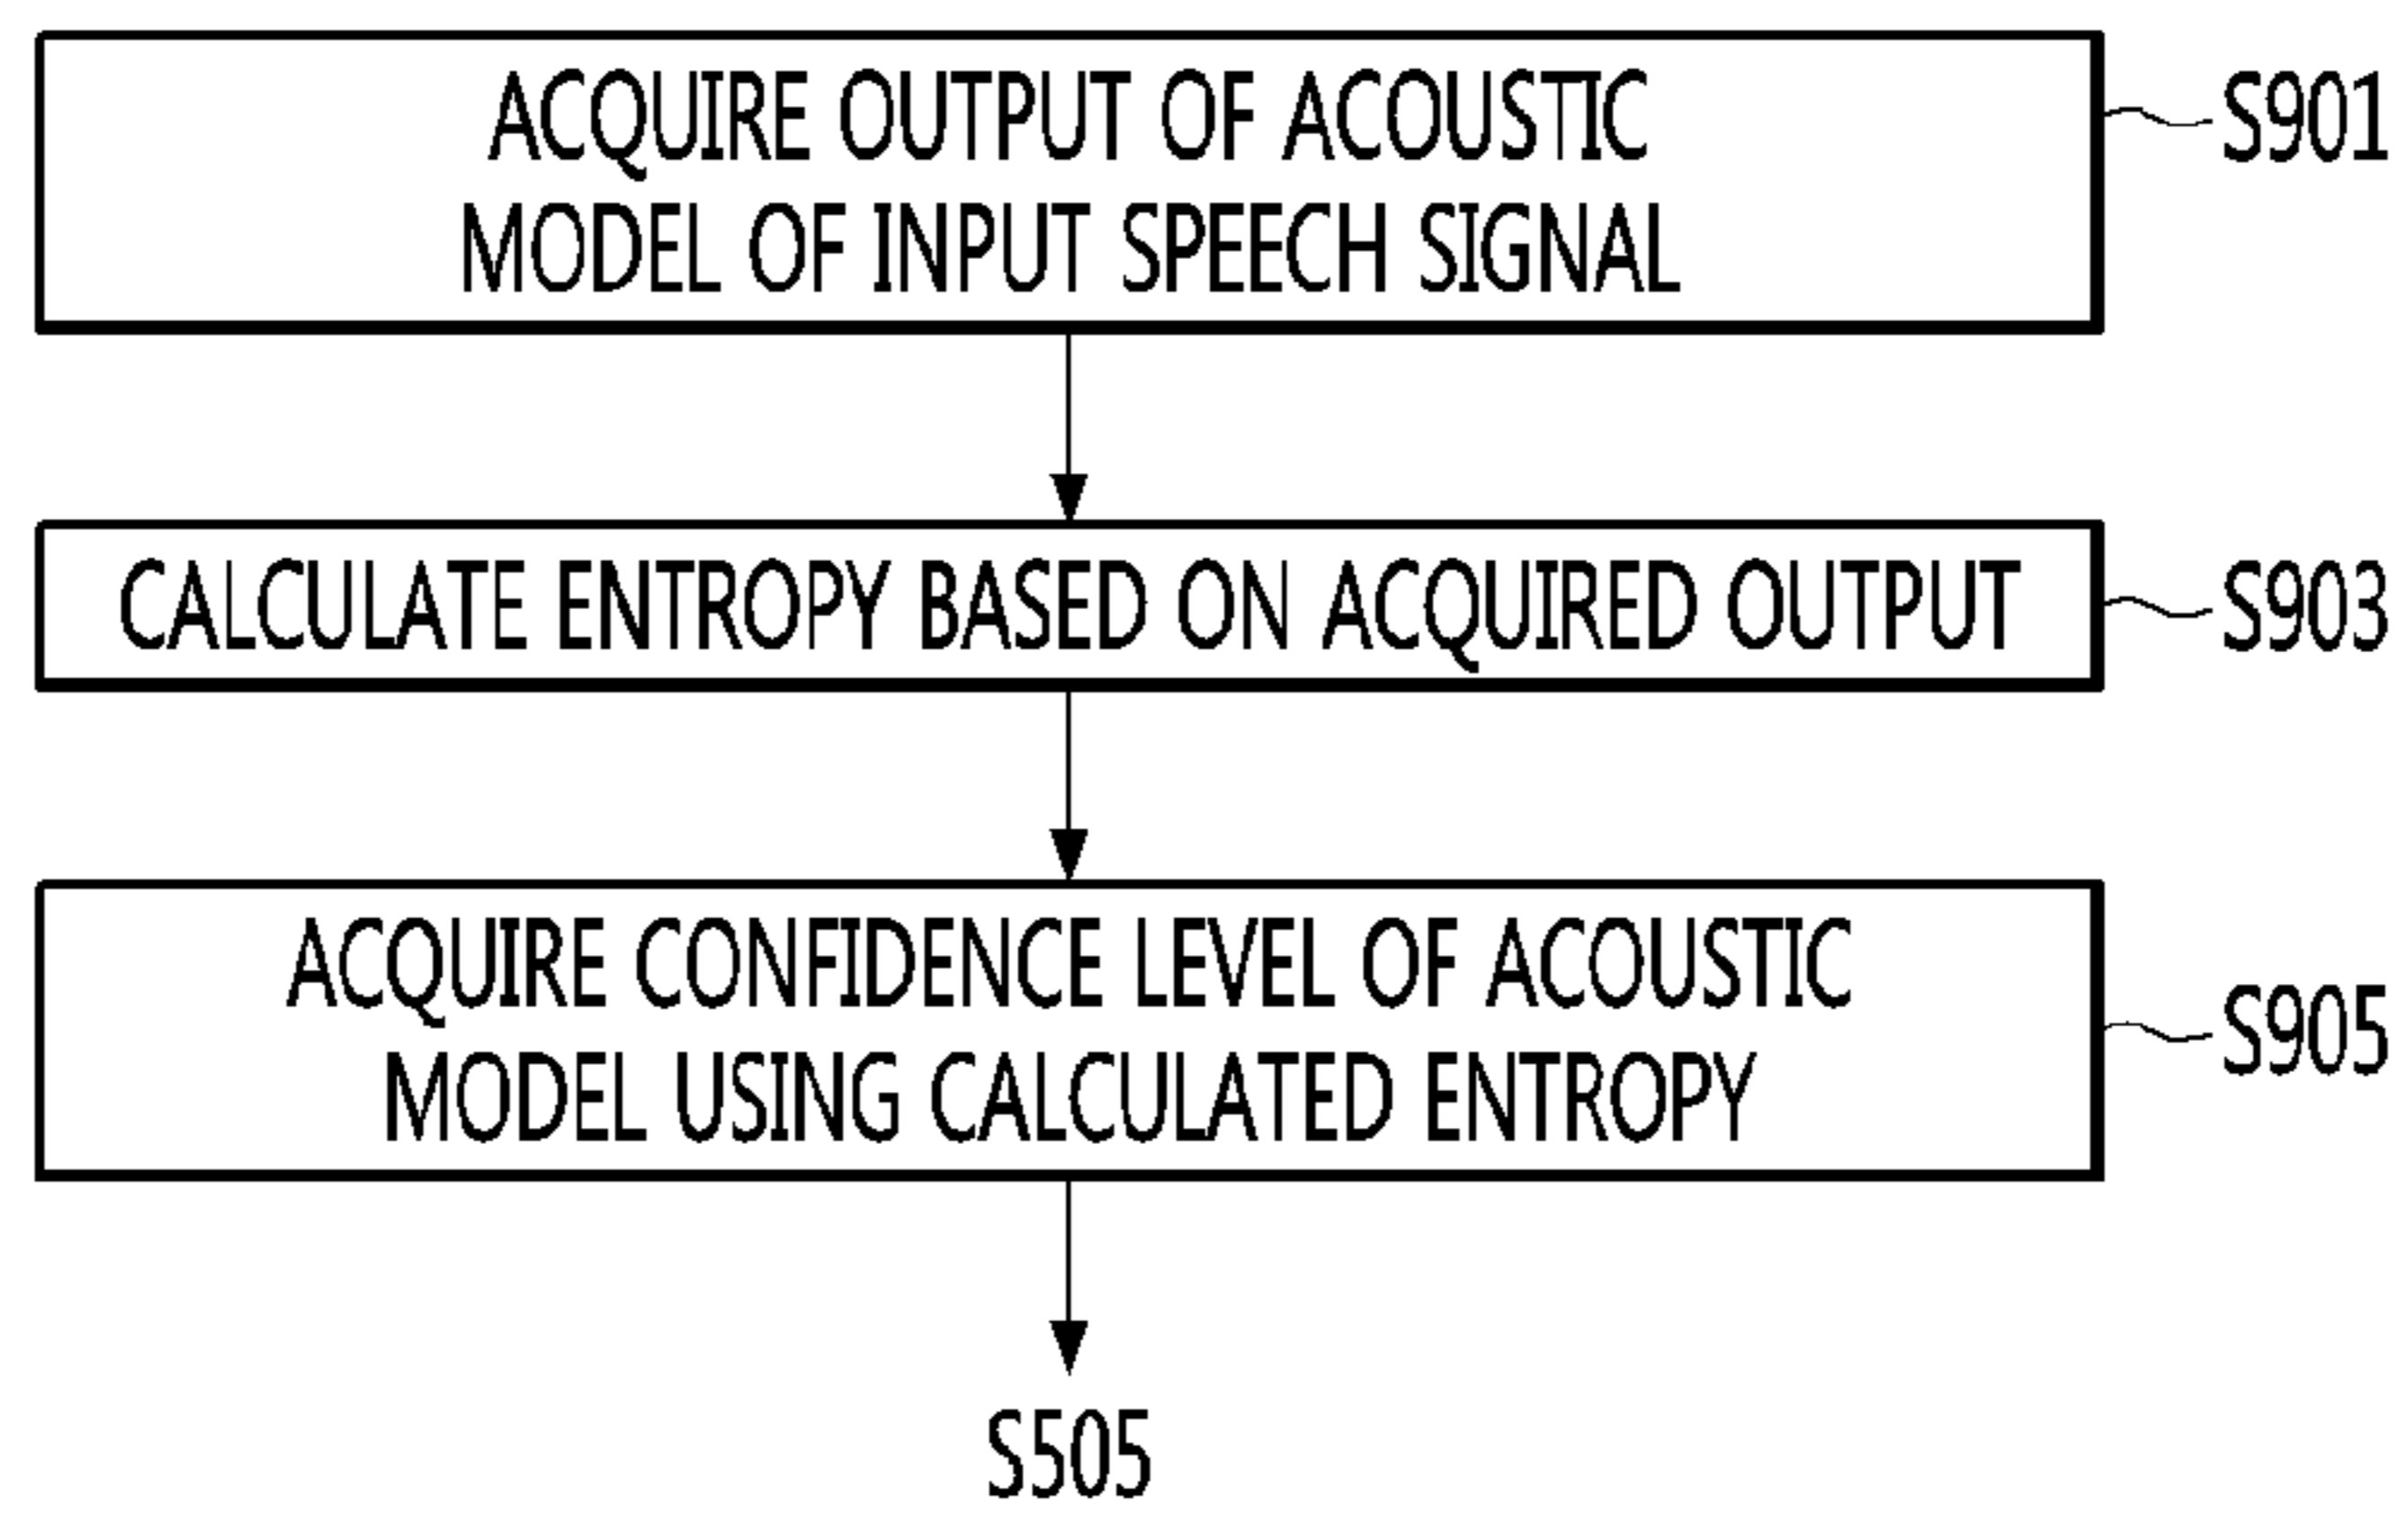 ACQUIRE OUTPUT OF ACOUSTIC
MODEL OF INPUT SPEECH SIGNAL
S901
CALCULATE ENTROPY BASED ON ACQUIRED OUTPUT
S903
ACQUIRE CONFIDENCE LEVEL OF ACOUSTIC
MODEL USING CALCULATED ENTROPY
S905
S505